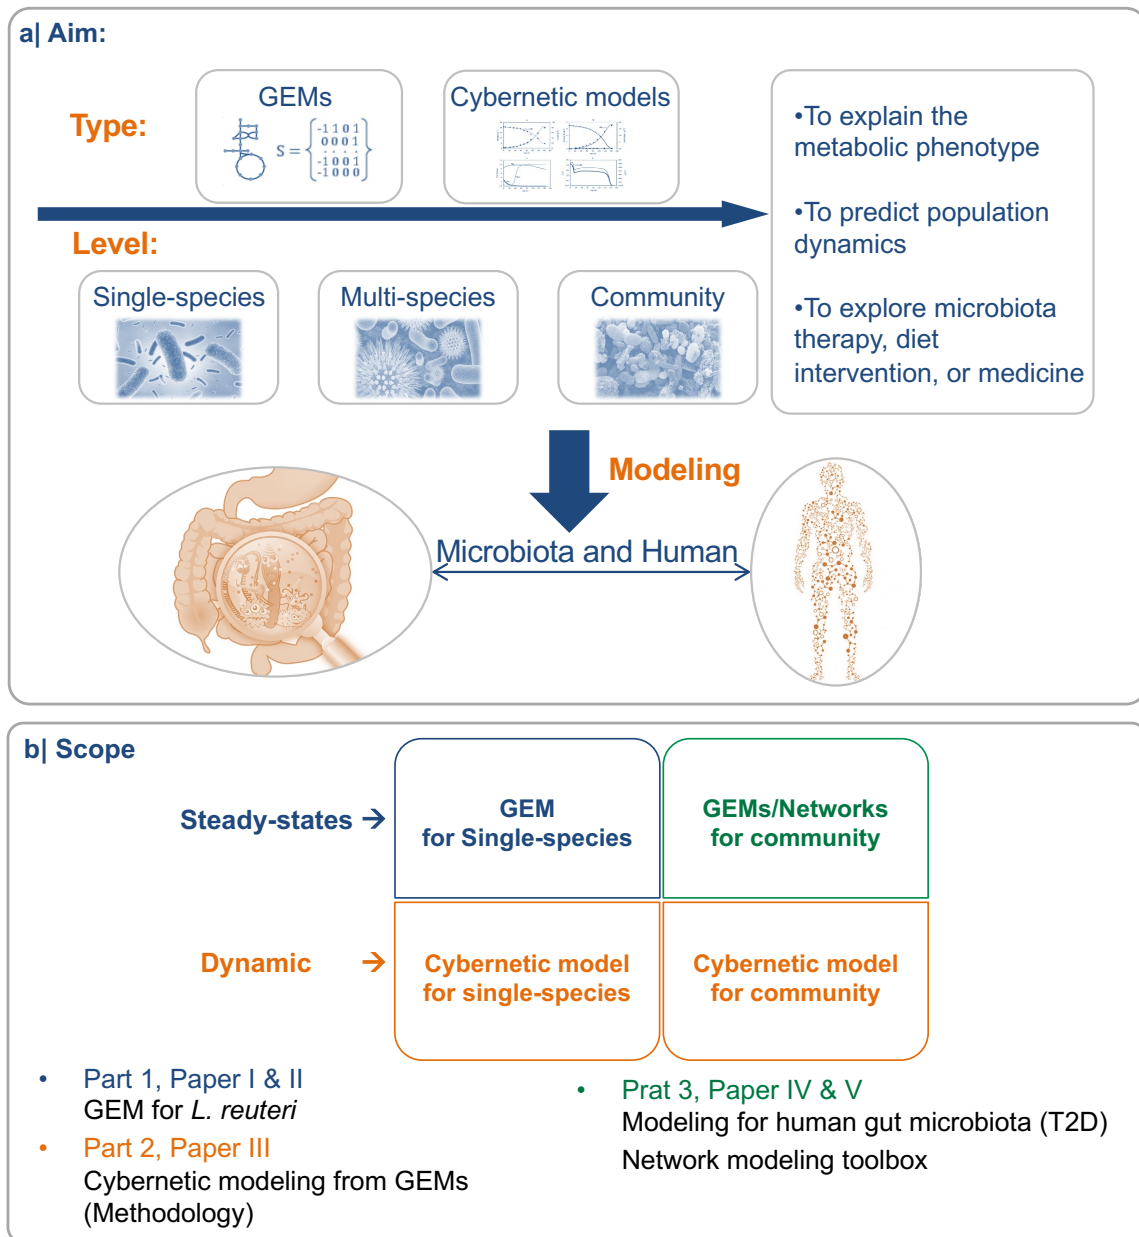 a| Aim:
Type:
GEMs
S =
-1 1 0 1
0 0 0 1
. . . .
-1 0 0 1
-1 0 0 0
Cybernetic models
Level:
Single-species
Multi-species
Community
•To explain the
metabolic phenotype
•To predict population
dynamics
•To explore microbiota
therapy, diet
intervention, or medicine
Modeling
Microbiota and Human
b| Scope
Steady-states →
GEM
for Single-species
GEMs/Networks
for community
Dynamic →
Cybernetic model
for single-species
Cybernetic model
for community
• Part 1, Paper I & II
GEM for L. reuteri
• Part 2, Paper III
Cybernetic modeling from GEMs
(Methodology)
• Prat 3, Paper IV & V
Modeling for human gut microbiota (T2D)
Network modeling toolbox